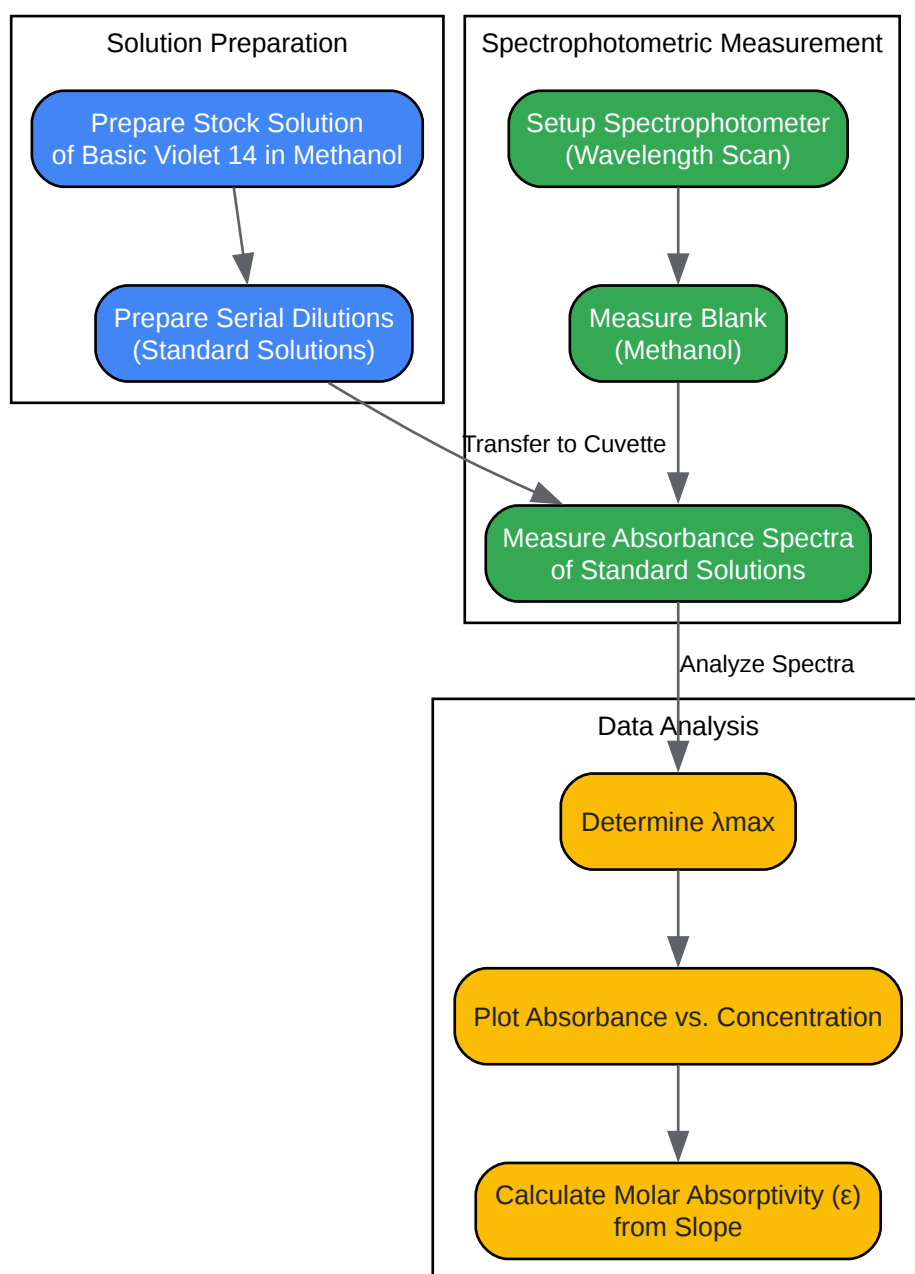 Solution Preparation
Prepare Stock Solution
of Basic Violet 14 in Methanol
Prepare Serial Dilutions
(Standard Solutions)
Transfer to Cuvette
Spectrophotometric Measurement
Setup Spectrophotometer
(Wavelength Scan)
Measure Blank
(Methanol)
Measure Absorbance Spectra
of Standard Solutions
Analyze Spectra
Data Analysis
Determine λmax
Plot Absorbance vs. Concentration
Calculate Molar Absorptivity (ε)
from Slope